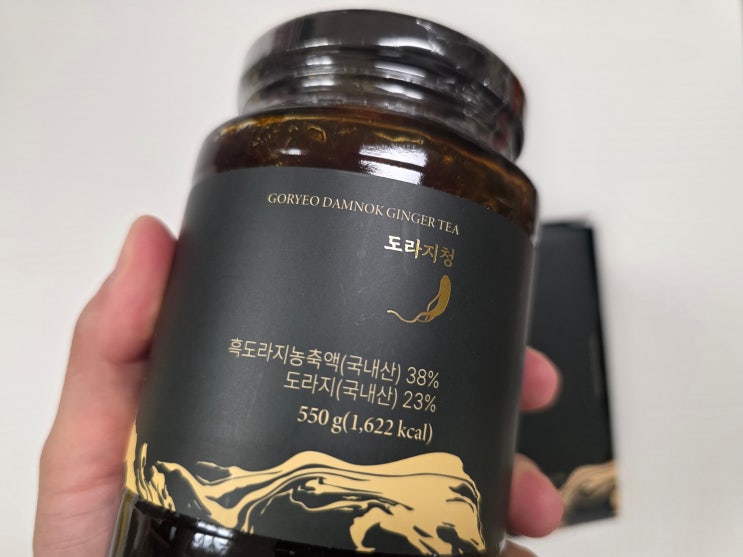 GORYEO DAMNOK GINGER TEA
도라지청
흑도라지농축액(국내산) 38%
도라지(국내산) 23%
550 g(1,622 kcal)